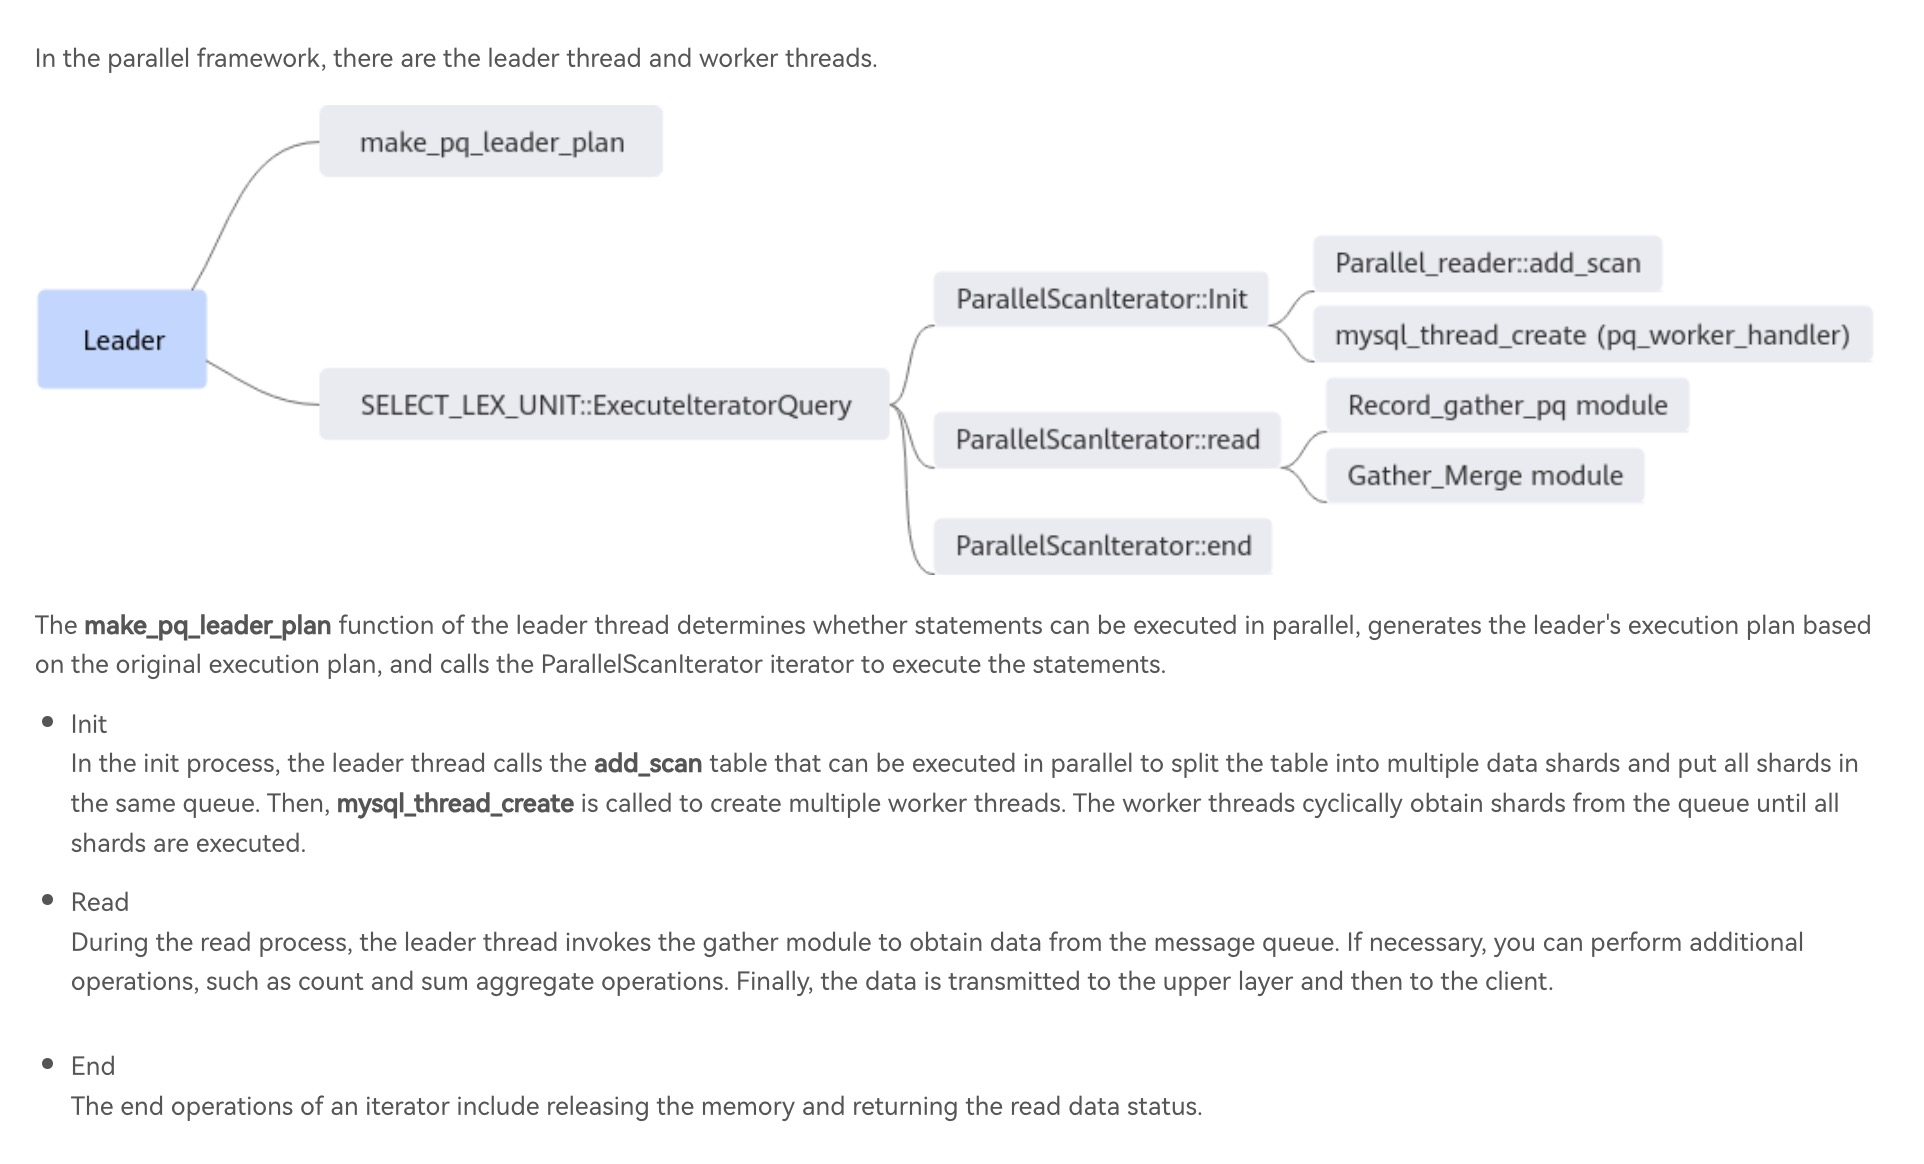 In the parallel framework, there are the leader thread and worker threads.
make_pq_leader_plan
Leader
SELECT_LEX_UNIT::ExecutelteratorQuery
ParallelScanlterator::Init
Parallel_reader::add_scan
mysql_thread_create (pq_worker_handler)
ParallelScanlterator::read
Record_gather_pq module
Gather_Merge module
ParallelScanlterator::end
The make_pq_leader_plan function of the leader thread determines whether statements can be executed in parallel, generates the leader's execution plan based
on the original execution plan, and calls the ParallelScanIterator iterator to execute the statements.
• Init
In the init process, the leader thread calls the add_scan table that can be executed in parallel to split the table into multiple data shards and put all shards in
the same queue. Then, mysql_thread_create is called to create multiple worker threads. The worker threads cyclically obtain shards from the queue until all
shards are executed.
• Read
During the read process, the leader thread invokes the gather module to obtain data from the message queue. If necessary, you can perform additional
operations, such as count and sum aggregate operations. Finally, the data is transmitted to the upper layer and then to the client.
• End
The end operations of an iterator include releasing the memory and returning the read data status.